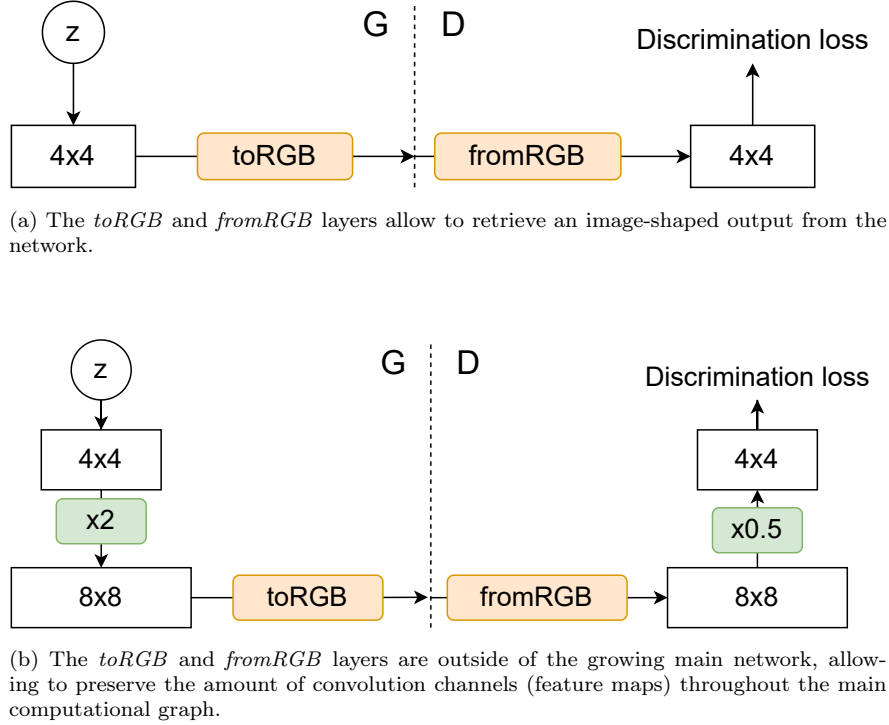 z
G
D
Discrimination loss
4x4
toRGB
fromRGB
4x4
(a) The toRGB and fromRGB layers allow to retrieve an image-shaped output from the
network.
z
G
D
Discrimination loss
4x4
4x4
x2
x0.5
8x8
toRGB
fromRGB
8x8
(b) The toRGB and fromRGB layers are outside of the growing main network, allow-
ing to preserve the amount of convolution channels (feature maps) throughout the main
computational graph.